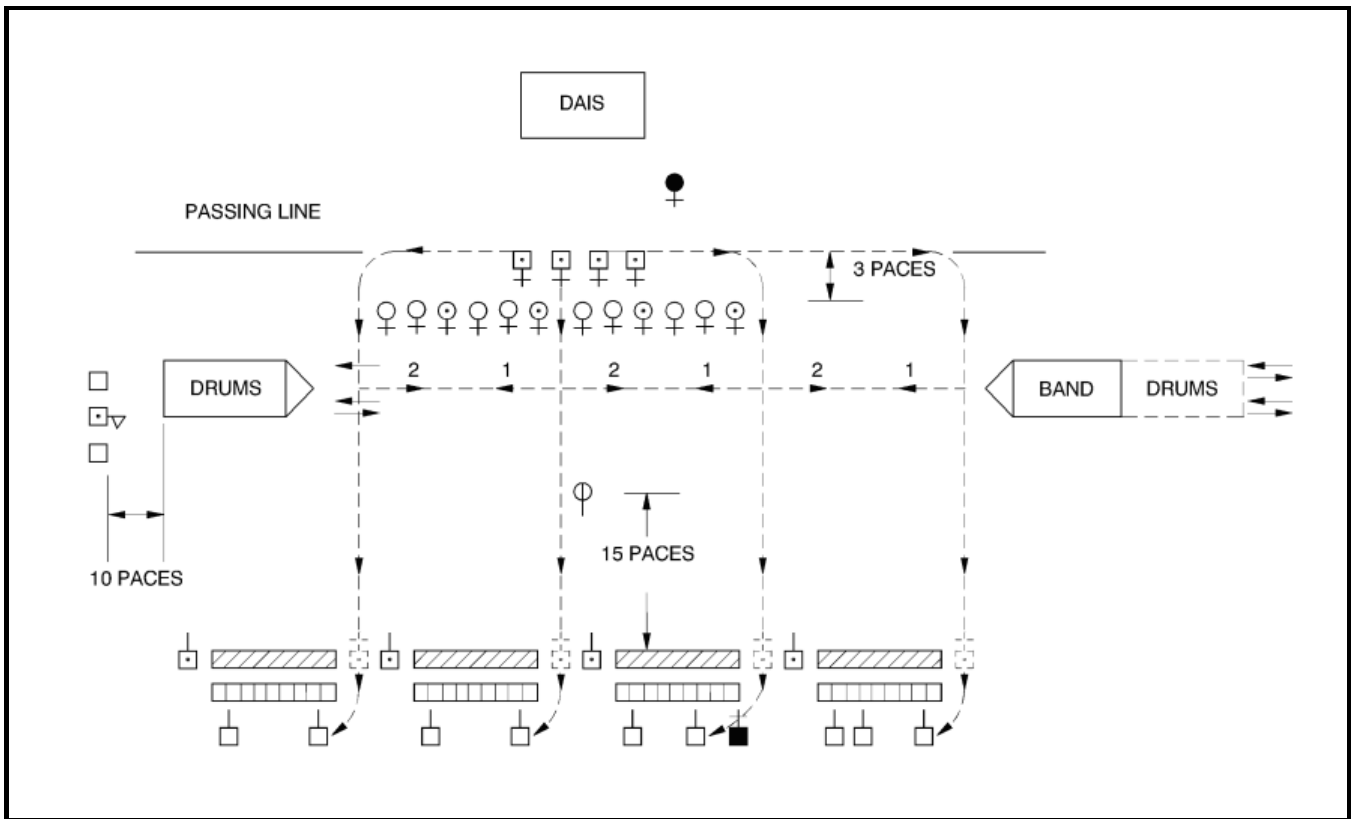 DAIS
PASSING LINE
3 PACES
2 1 2 1 2 1
DRUMS
BAND
DRUMS
15 PACES
10 PACES